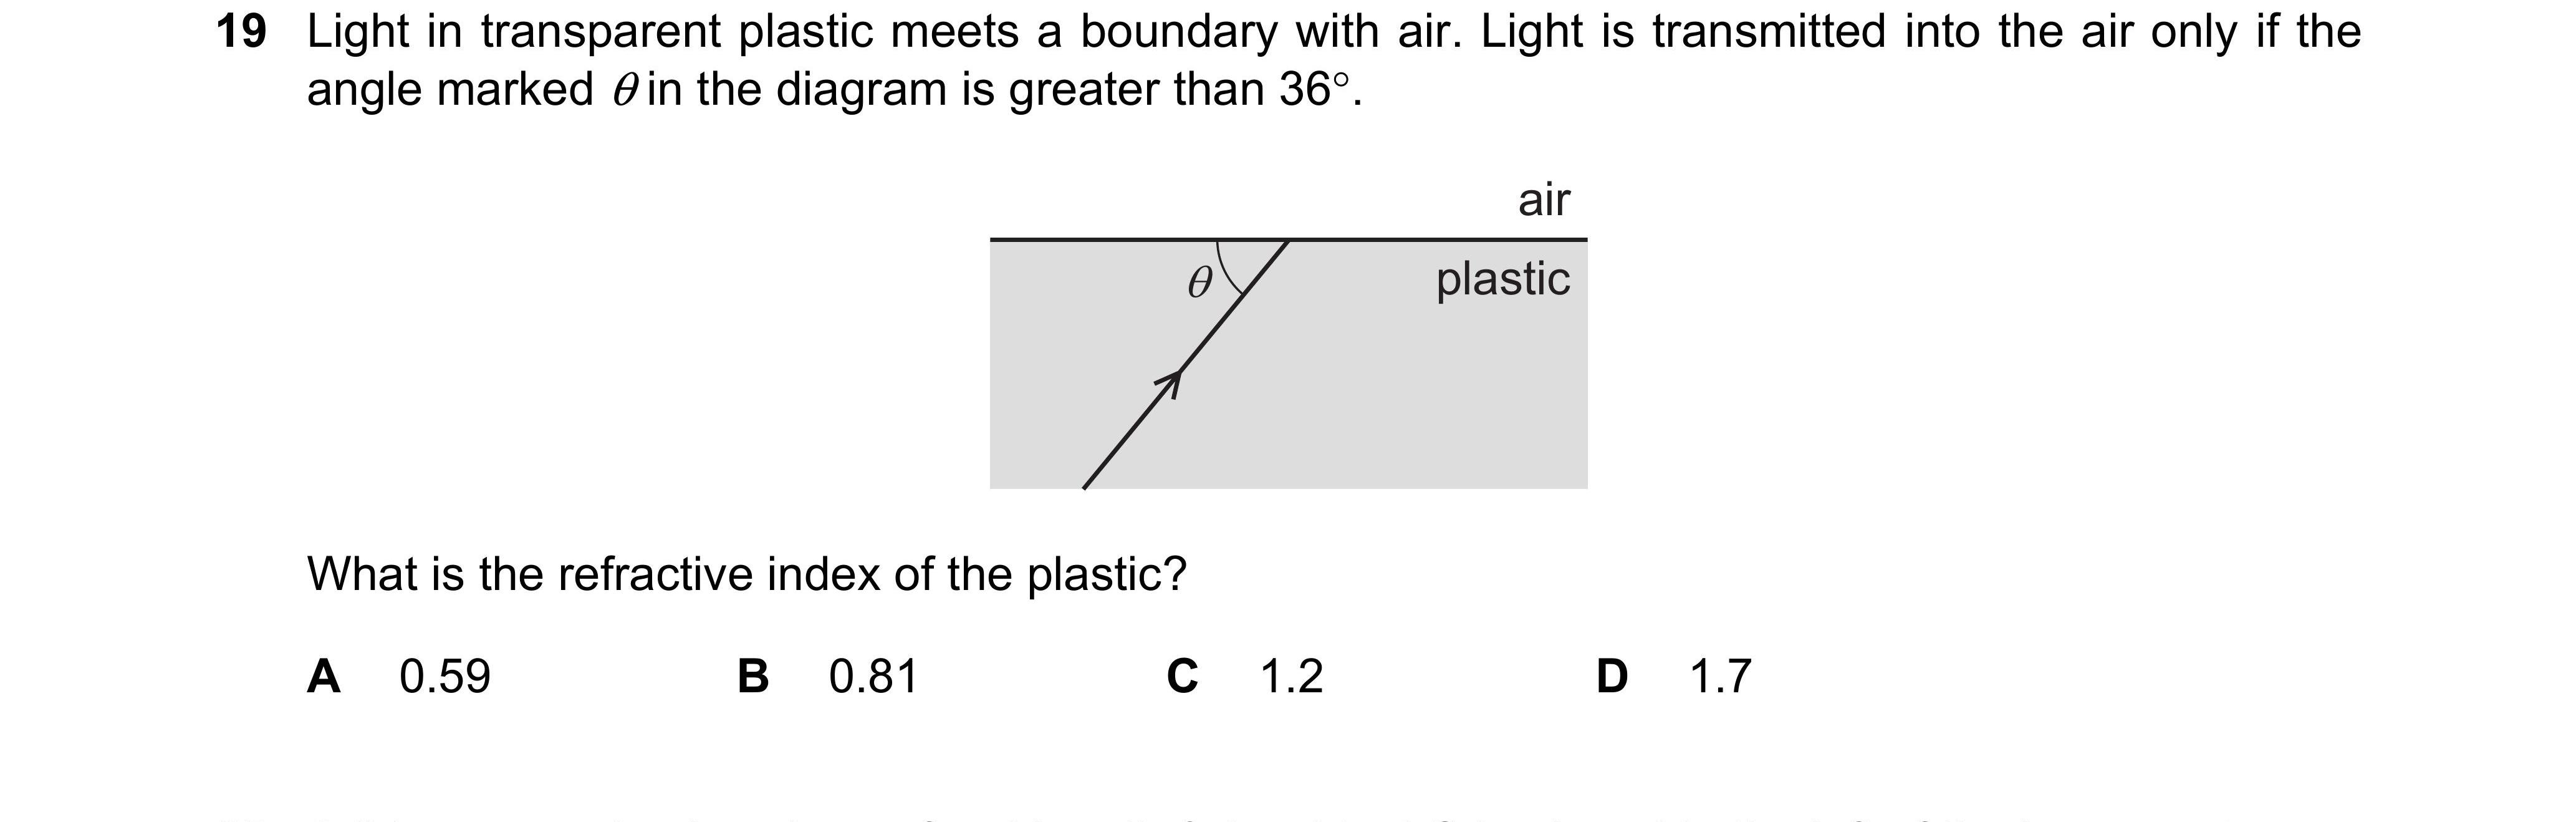 19 Light in transparent plastic meets a boundary with air. Light is transmitted into the air only if the
angle marked θ in the diagram is greater than 36°.
air
θ
plastic
What is the refractive index of the plastic?
A 0.59 B 0.81 C 1.2 D 1.7